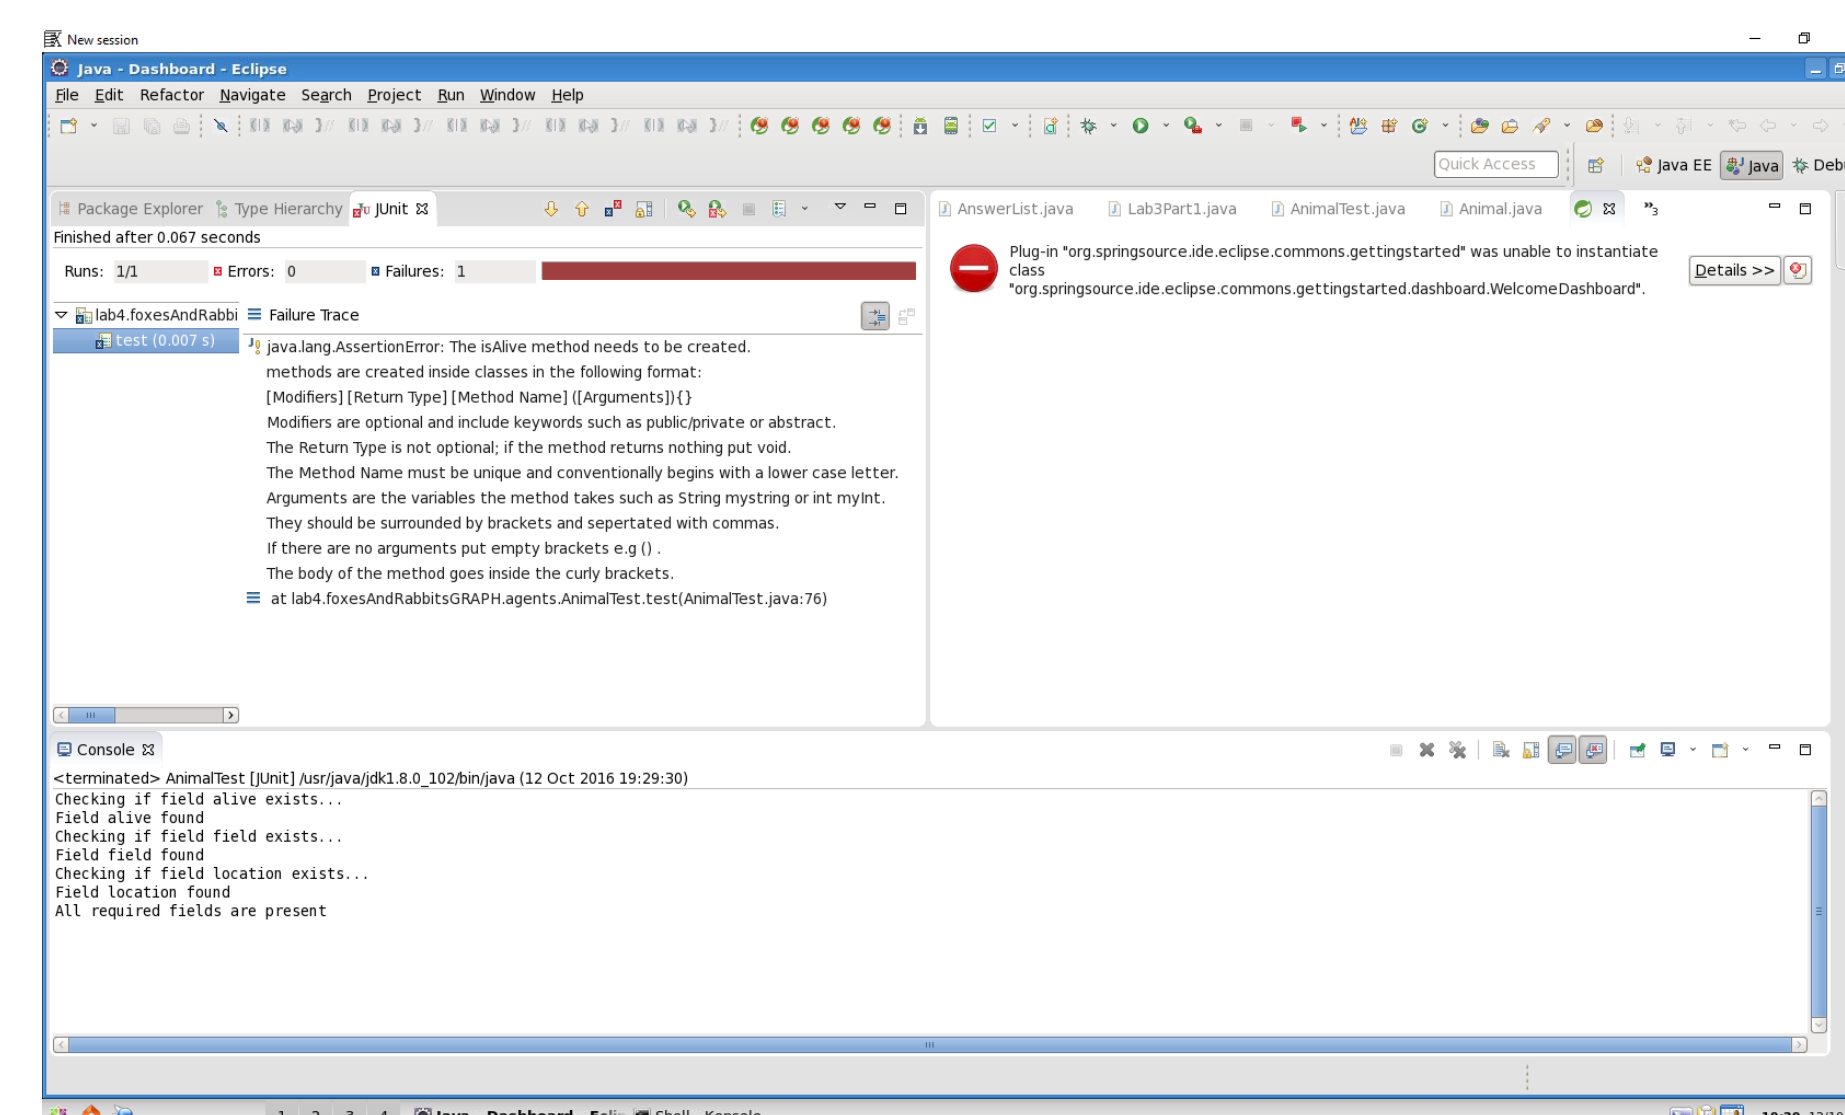 New session
Java - Dashboard - Eclipse
File Edit Refactor Navigate Search Project Run Window Help
Quick Access
Java EE Java Deb
Package Explorer Type Hierarchy JUnit
AnswerList.java Lab3Part1.java AnimalTest.java Animal.java »3
Finished after 0.067 seconds
Runs: 1/1 Errors: 0 Failures: 1
Plug-in "org.springsource.ide.eclipse.commons.gettingstarted" was unable to instantiate
class
"org.springsource.ide.eclipse.commons.gettingstarted.dashboard.WelcomeDashboard".
Details >>
lab4.foxesAndRabbi
test (0.007 s)
Failure Trace
java.lang.AssertionError: The isAlive method needs to be created.
methods are created inside classes in the following format:
[Modifiers] [Return Type] [Method Name] ([Arguments]){}
Modifiers are optional and include keywords such as public/private or abstract.
The Return Type is not optional; if the method returns nothing put void.
The Method Name must be unique and conventionally begins with a lower case letter.
Arguments are the variables the method takes such as String mystring or int myInt.
They should be surrounded by brackets and sepertated with commas.
If there are no arguments put empty brackets e.g () .
The body of the method goes inside the curly brackets.
at lab4.foxesAndRabbitsGRAPH.agents.AnimalTest.test(AnimalTest.java:76)
Console
<terminated> AnimalTest [JUnit] /usr/java/jdk1.8.0_102/bin/java (12 Oct 2016 19:29:30)
Checking if field alive exists...
Field alive found
Checking if field field exists...
Field field found
Checking if field location exists...
Field location found
All required fields are present
1 2 3 4 Java - Dashboard - Eclip Shell - Konsole